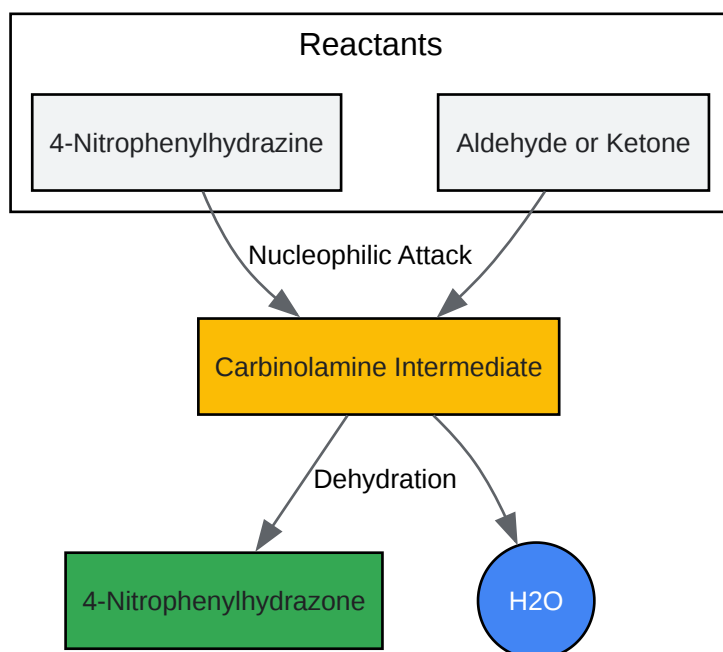 Reactants
4-Nitrophenylhydrazine
Aldehyde or Ketone
Nucleophilic Attack
Carbinolamine Intermediate
Dehydration
4-Nitrophenylhydrazone
H2O